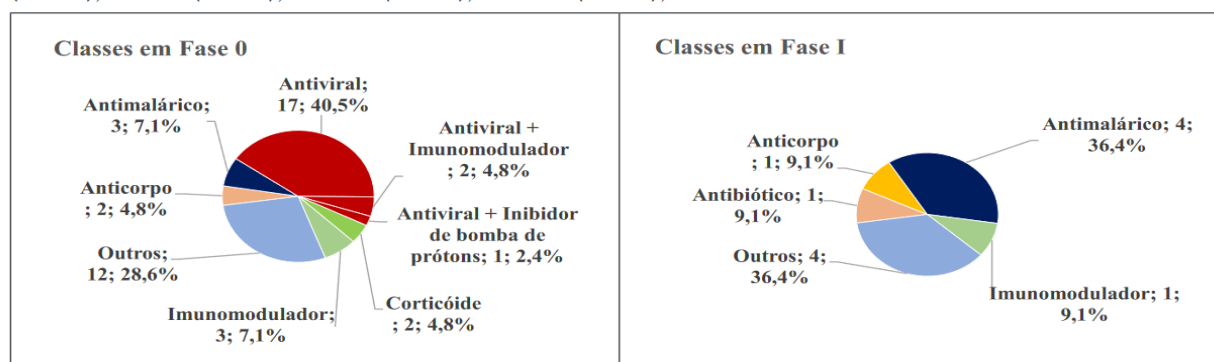 Classes em Fase 0
Antiviral;
17; 40,5%
Antimalárico;
3; 7,1%
Antiviral +
Imunomodulador
; 2; 4,8%
Anticorpo
; 2; 4,8%
Antiviral + Inibidor
de bomba de
prótons; 1; 2,4%
Outros;
12; 28,6%
Corticóide
; 2; 4,8%
Imunomodulador;
3; 7,1%
Classes em Fase I
Antimalárico; 4;
36,4%
Anticorpo
; 1; 9,1%
Antibiótico; 1;
9,1%
Outros; 4;
36,4%
Imunomodulador; 1;
9,1%